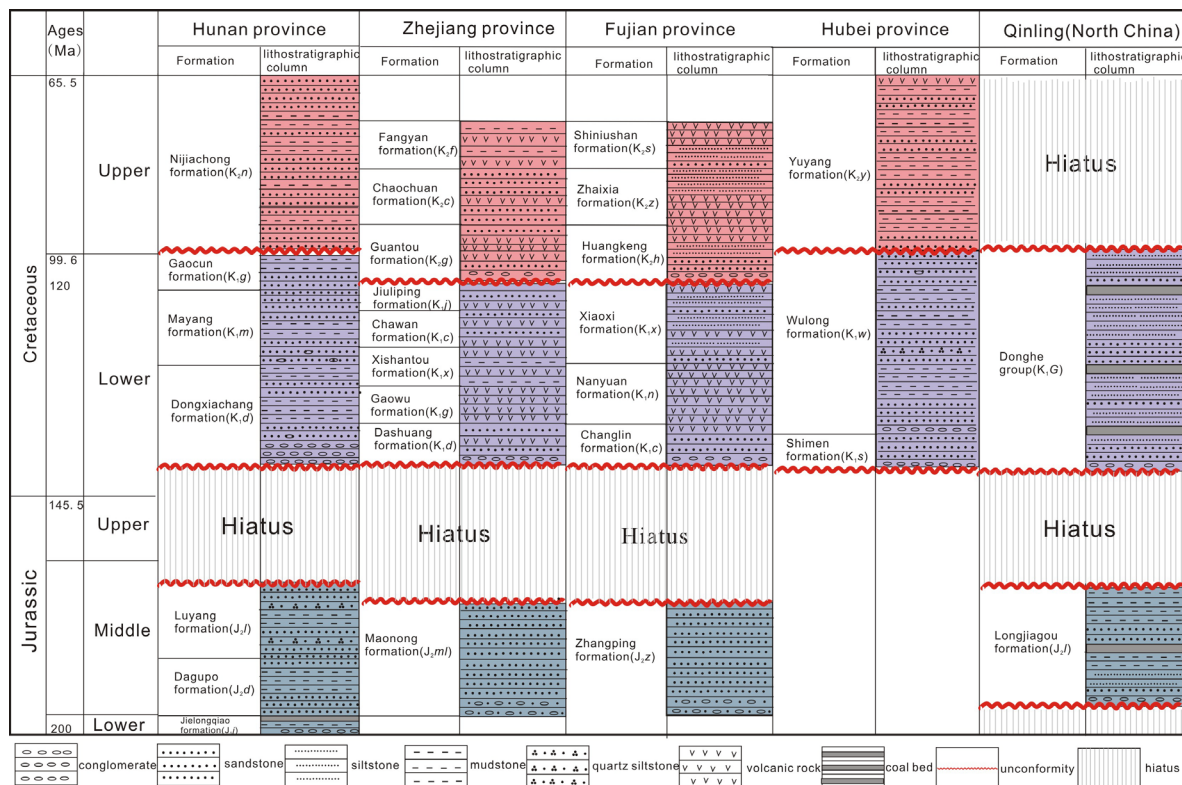 Ages
(Ma)
Hunan province
Zhejiang province
Fujian province
Hubei province
Qinling(North China)
Formation
lithostratigraphic
column
Formation
lithostratigraphic
column
Formation
lithostratigraphic
column
Formation
lithostratigraphic
column
Formation
lithostratigraphic
column
Cretaceous
Jurassic
65.5
99.6
120
145.5
200
Upper
Lower
Upper
Middle
Lower
Nijiachong
formation(K₂n)
Gaocun
formation(K₁g)
Mayang
formation(K₁m)
Dongxiachang
formation(K₁d)
Hiatus
Luyang
formation(J₂l)
Dagupo
formation(J₂d)
Jielongqiao
formation(J₁j)
Fangyan
formation(K₂f)
Chaochuan
formation(K₂c)
Guantou
formation(K₂g)
Jiuliping
formation(K₁j)
Chawan
formation(K₁c)
Xishantou
formation(K₁x)
Gaowu
formation(K₁g)
Dashuang
formation(K₁d)
Hiatus
Maonong
formation(J₂ml)
Shiniushan
formation(K₂s)
Zhaixia
formation(K₂z)
Huangkeng
formation(K₂h)
Xiaoxi
formation(K₁x)
Nanyuan
formation(K₁n)
Changlin
formation(K₁c)
Hiatus
Zhangping
formation(J₂z)
Yuyang
formation(K₂y)
Wulong
formation(K₁w)
Shimen
formation(K₁s)
Hiatus
Donghe
group(K₁G)
Hiatus
Longjiagou
formation(J₂l)
conglomerate
sandstone
siltstone
mudstone
quartz siltstone
volcanic rock
coal bed
unconformity
hiatus